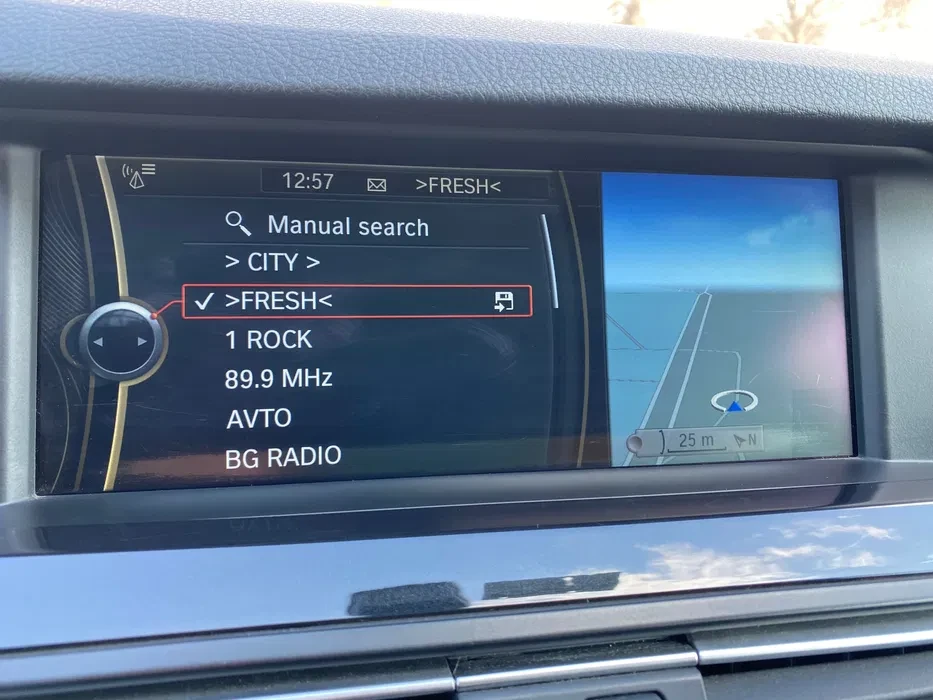 12:57 >FRESH<
Manual search
> CITY >
>FRESH<
1 ROCK
89.9 MHz
AVTO
BG RADIO
25 m N